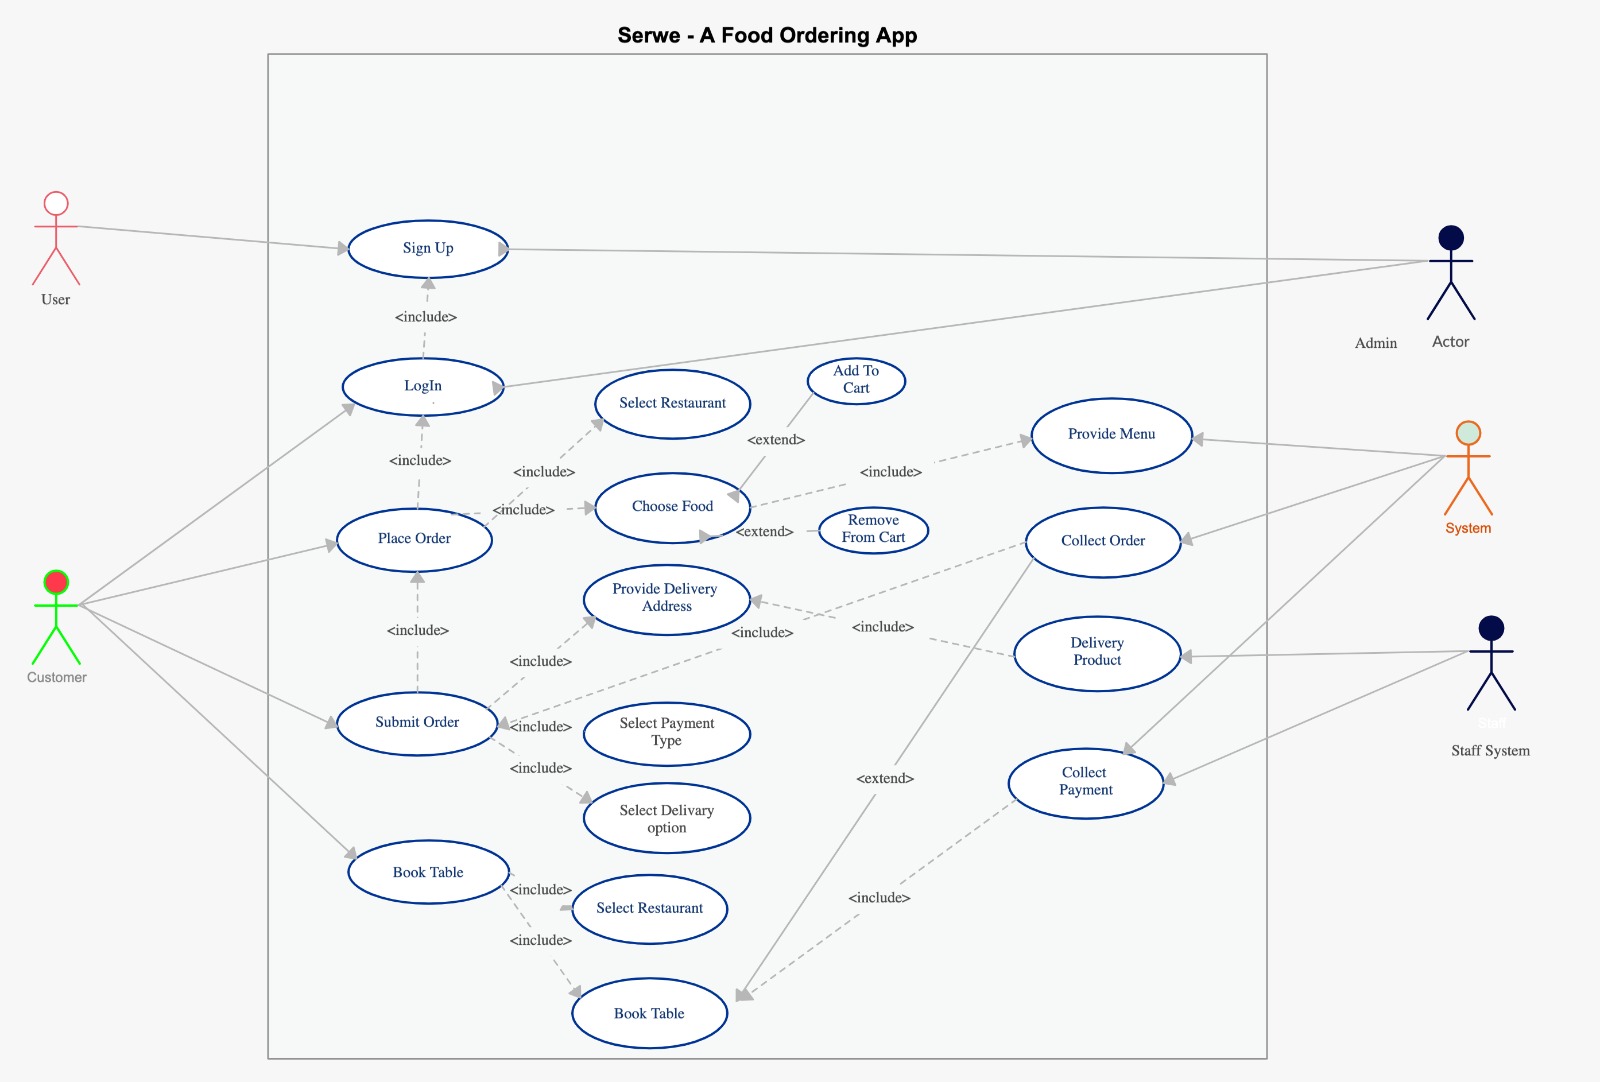 Serwe - A Food Ordering App
Sign Up
User
<include>
Admin
Actor
LogIn
Add To
Cart
Select Restaurant
<extend>
Provide Menu
<include>
<include>
<include>
Choose Food
<include>
System
Remove
From Cart
<extend>
Place Order
Collect Order
Provide Delivery
Address
<include>
<include>
<include>
Delivery
Product
<include>
Customer
Submit Order
<include>
Select Payment
Type
Staff
Staff System
<include>
<extend>
Collect
Payment
Select Delivary
option
Book Table
<include>
Select Restaurant
<include>
<include>
Book Table